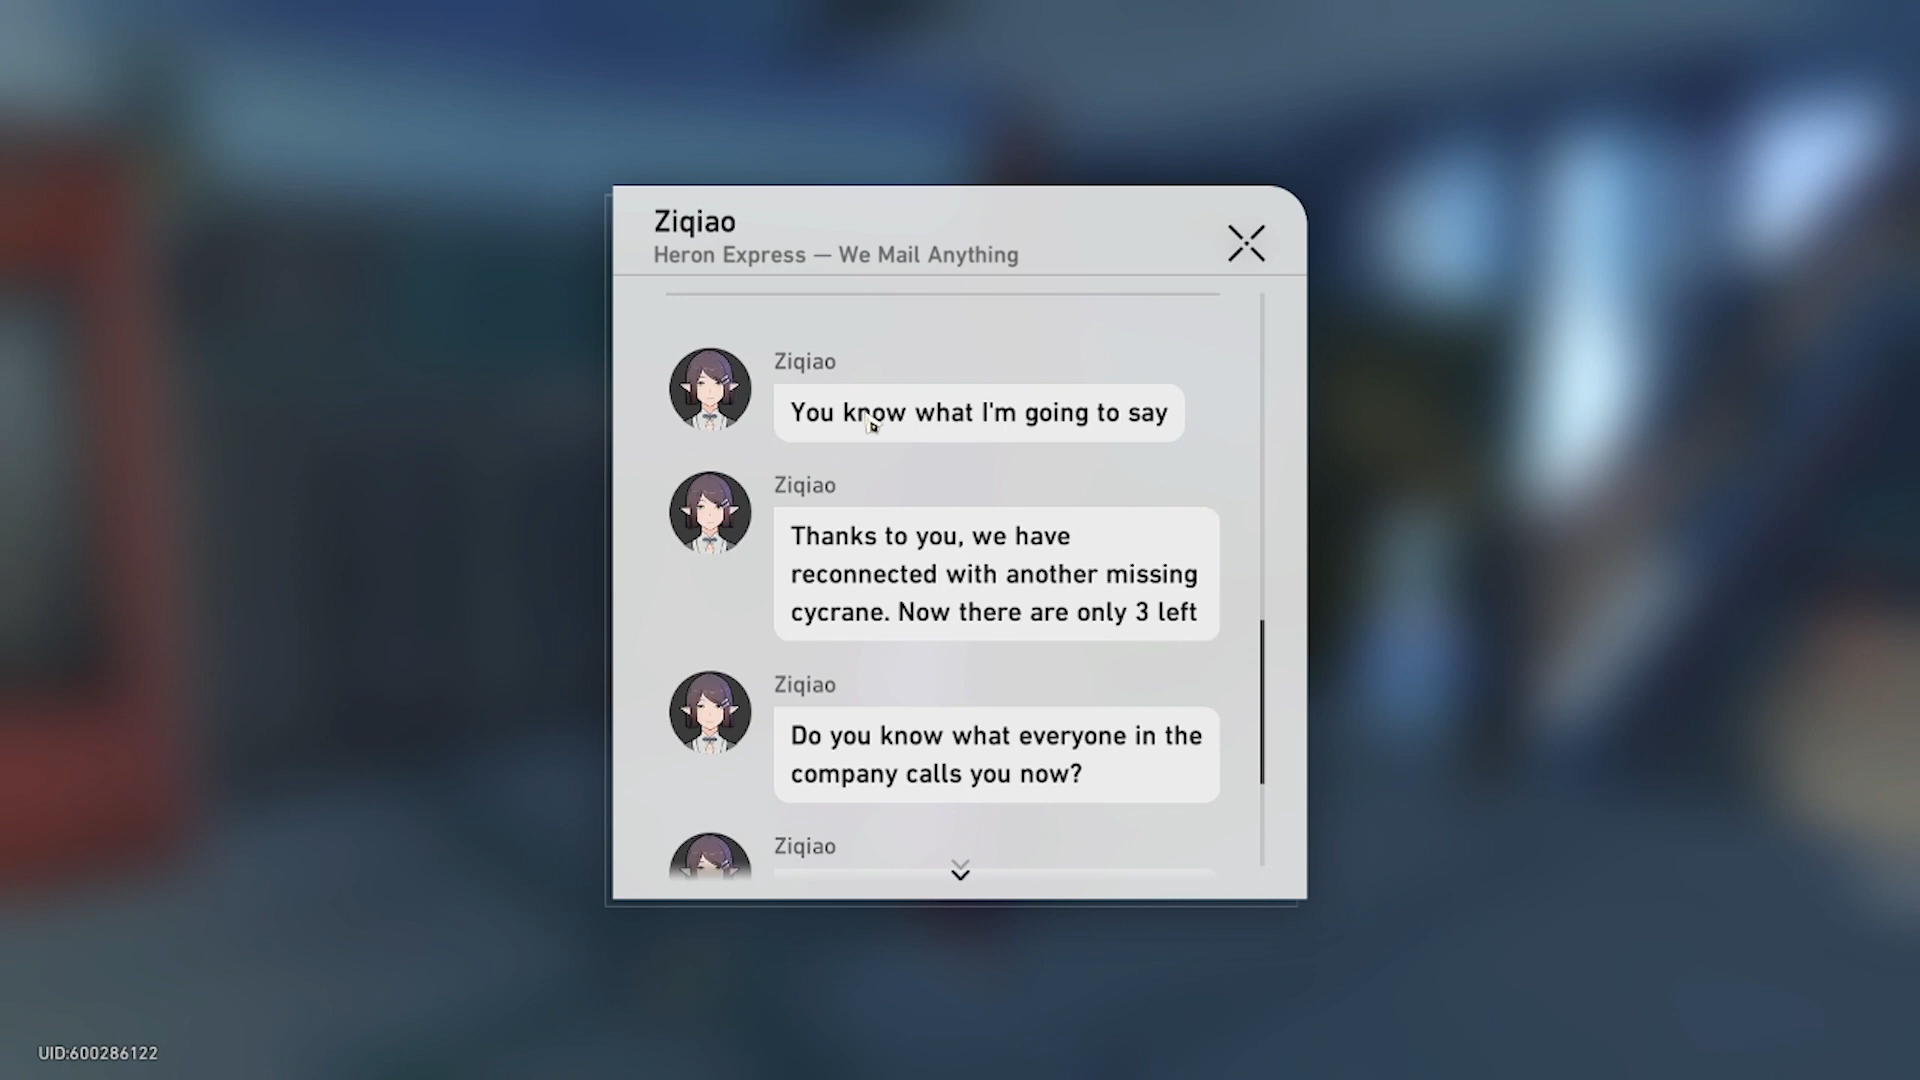 Ziqiao
Heron Express — We Mail Anything
Ziqiao
You know what I'm going to say
Ziqiao
Thanks to you, we have
reconnected with another missing
cycrane. Now there are only 3 left
Ziqiao
Do you know what everyone in the
company calls you now?
Ziqiao
UID:600286122